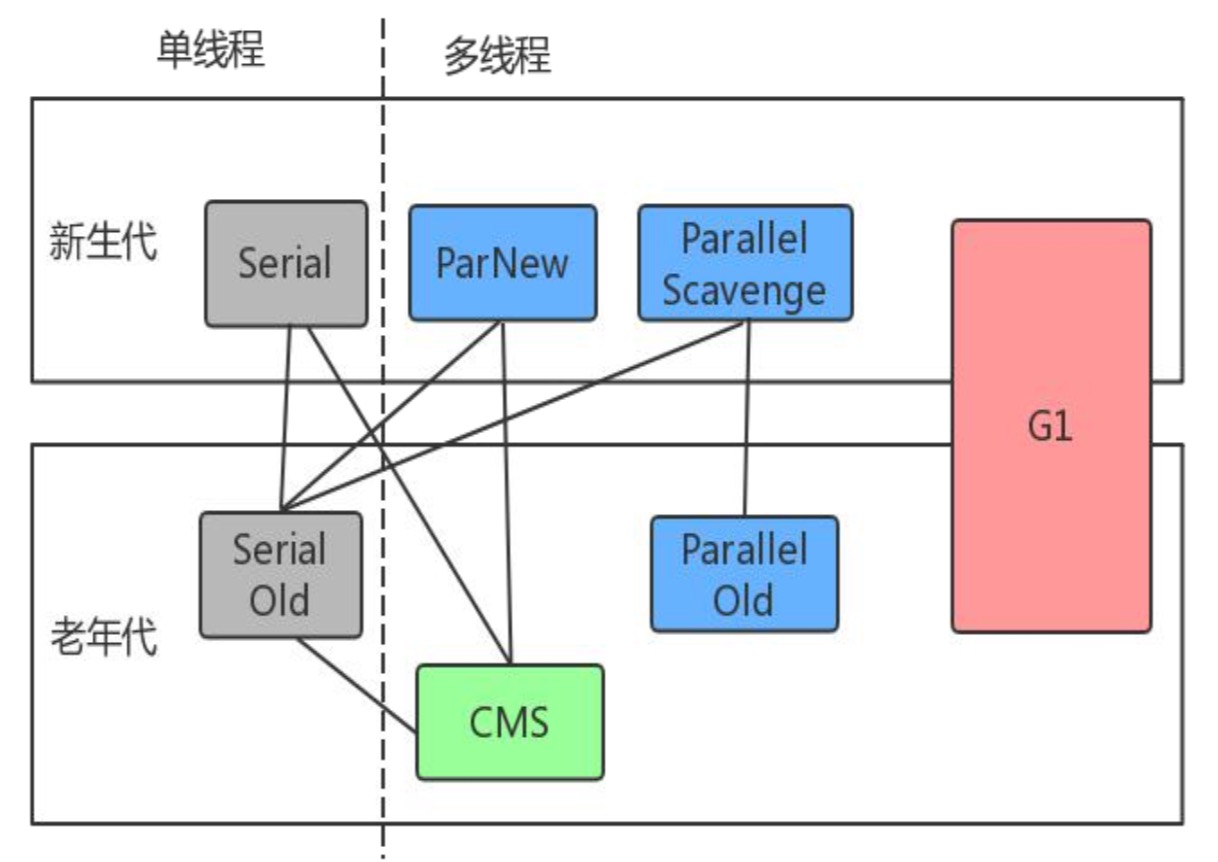 单线程
多线程
新生代
Serial
ParNew
Parallel
Scavenge
G1
老年代
Serial
Old
Parallel
Old
CMS